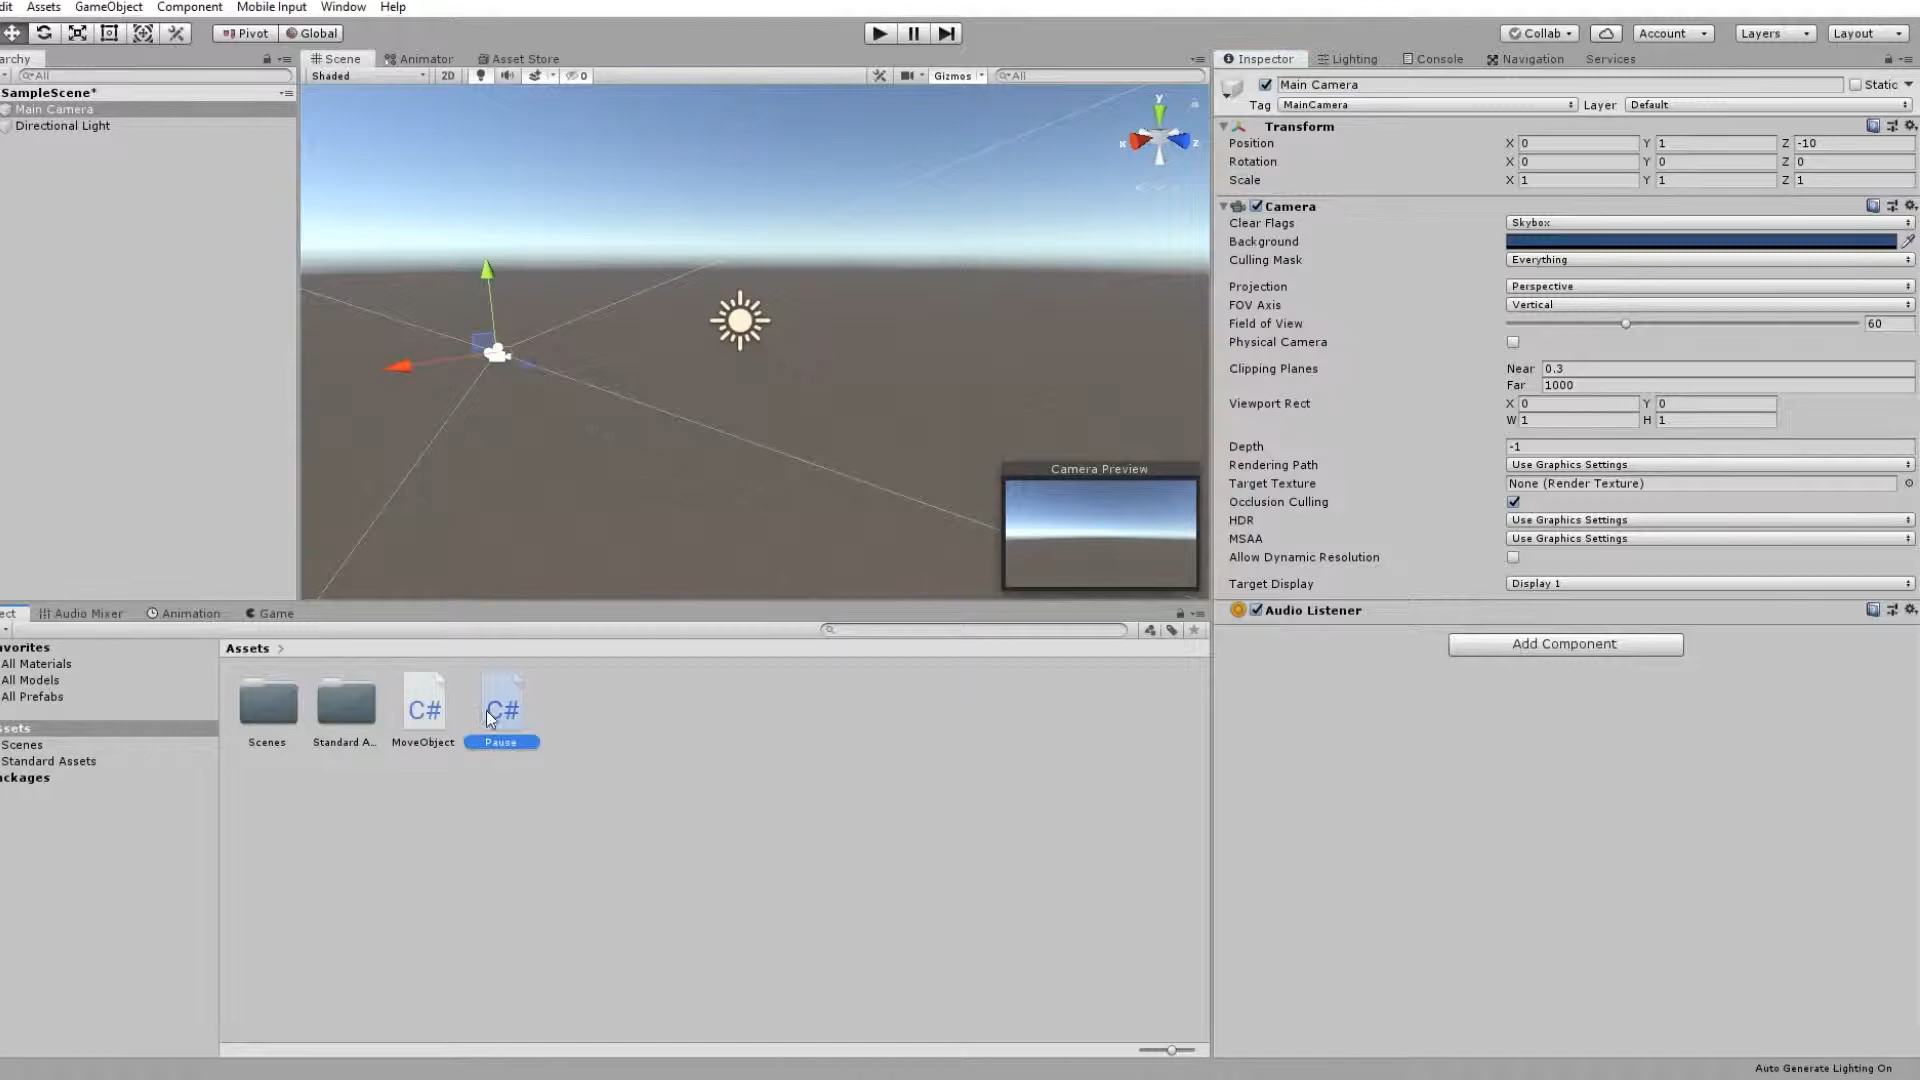 dit Assets GameObject Component Mobile Input Window Help
Pivot Global Collab Account Layers Layout
archy Scene Animator Asset Store Inspector Lighting Console Navigation Services
All Shaded 2D 0 Gizmos All
SampleScene*
Main Camera
Directional Light
Main Camera Static
Tag MainCamera Layer Default
Transform
Position X 0 Y 1 Z -10
Rotation X 0 Y 0 Z 0
Scale X 1 Y 1 Z 1
Camera
Clear Flags Skybox
Background
Culling Mask Everything
Projection Perspective
FOV Axis Vertical
Field of View 60
Physical Camera
Clipping Planes Near 0.3
Far 1000
Viewport Rect X 0 Y 0
W 1 H 1
Depth -1
Rendering Path Use Graphics Settings
Target Texture None (Render Texture)
Occlusion Culling
HDR Use Graphics Settings
MSAA Use Graphics Settings
Allow Dynamic Resolution
Target Display Display 1
Audio Listener
Add Component
y
x
z
Camera Preview
ect Audio Mixer Animation Game
avorites
All Materials
All Models
All Prefabs
ssets
Scenes
Standard Assets
ackages
Assets
C# C#
Scenes Standard A... MoveObject Pause
Auto Generate Lighting On